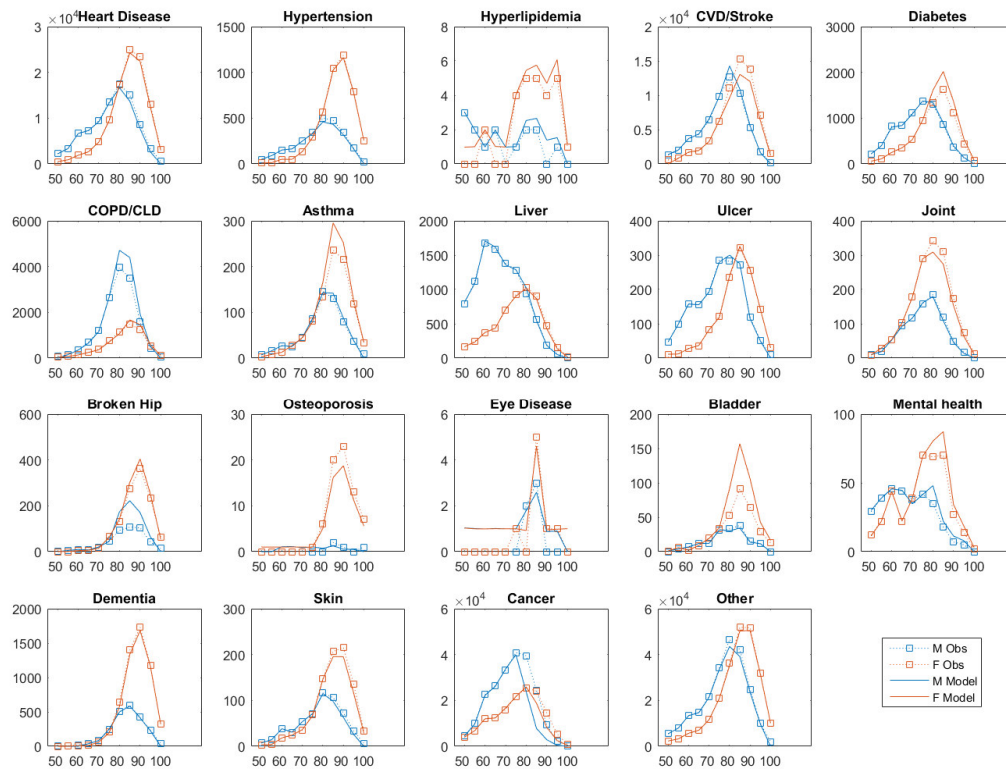 Heart Disease
Hypertension
Hyperlipidemia
CVD/Stroke
Diabetes
× 10⁴
3
2
1
0
50 60 70 80 90 100
1500
1000
500
0
50 60 70 80 90 100
8
6
4
2
0
50 60 70 80 90 100
× 10⁴
2
1.5
1
0.5
0
50 60 70 80 90 100
3000
2000
1000
0
50 60 70 80 90 100
COPD/CLD
Asthma
Liver
Ulcer
Joint
6000
4000
2000
0
50 60 70 80 90 100
300
200
100
0
50 60 70 80 90 100
2000
1500
1000
500
0
50 60 70 80 90 100
400
300
200
100
0
50 60 70 80 90 100
400
300
200
100
0
50 60 70 80 90 100
Broken Hip
Osteoporosis
Eye Disease
Bladder
Mental health
600
400
200
0
50 60 70 80 90 100
30
20
10
0
50 60 70 80 90 100
6
4
2
0
50 60 70 80 90 100
200
150
100
50
0
50 60 70 80 90 100
100
50
0
50 60 70 80 90 100
Dementia
Skin
Cancer
Other
2000
1500
1000
500
0
50 60 70 80 90 100
300
200
100
0
50 60 70 80 90 100
× 10⁴
6
4
2
0
50 60 70 80 90 100
× 10⁴
6
4
2
0
50 60 70 80 90 100
M Obs
F Obs
M Model
F Model